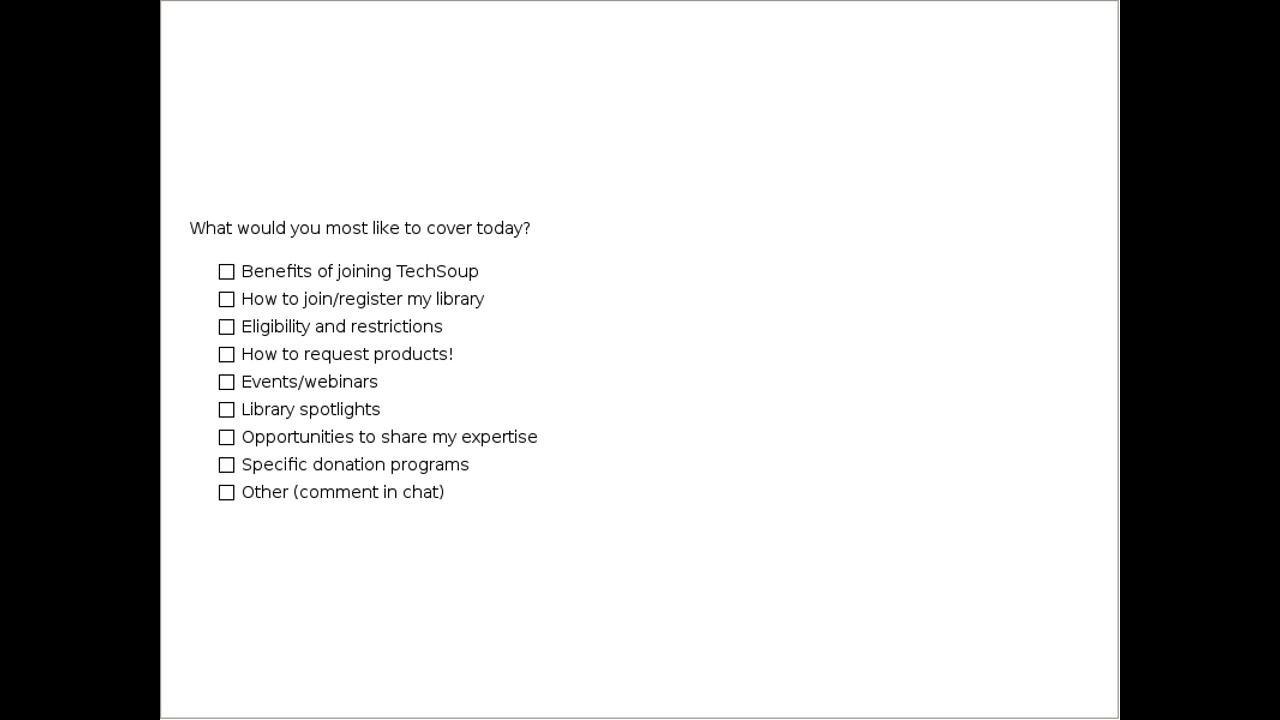 What would you most like to cover today?
Benefits of joining TechSoup
How to join/register my library
Eligibility and restrictions
How to request products!
Events/webinars
Library spotlights
Opportunities to share my expertise
Specific donation programs
Other (comment in chat)